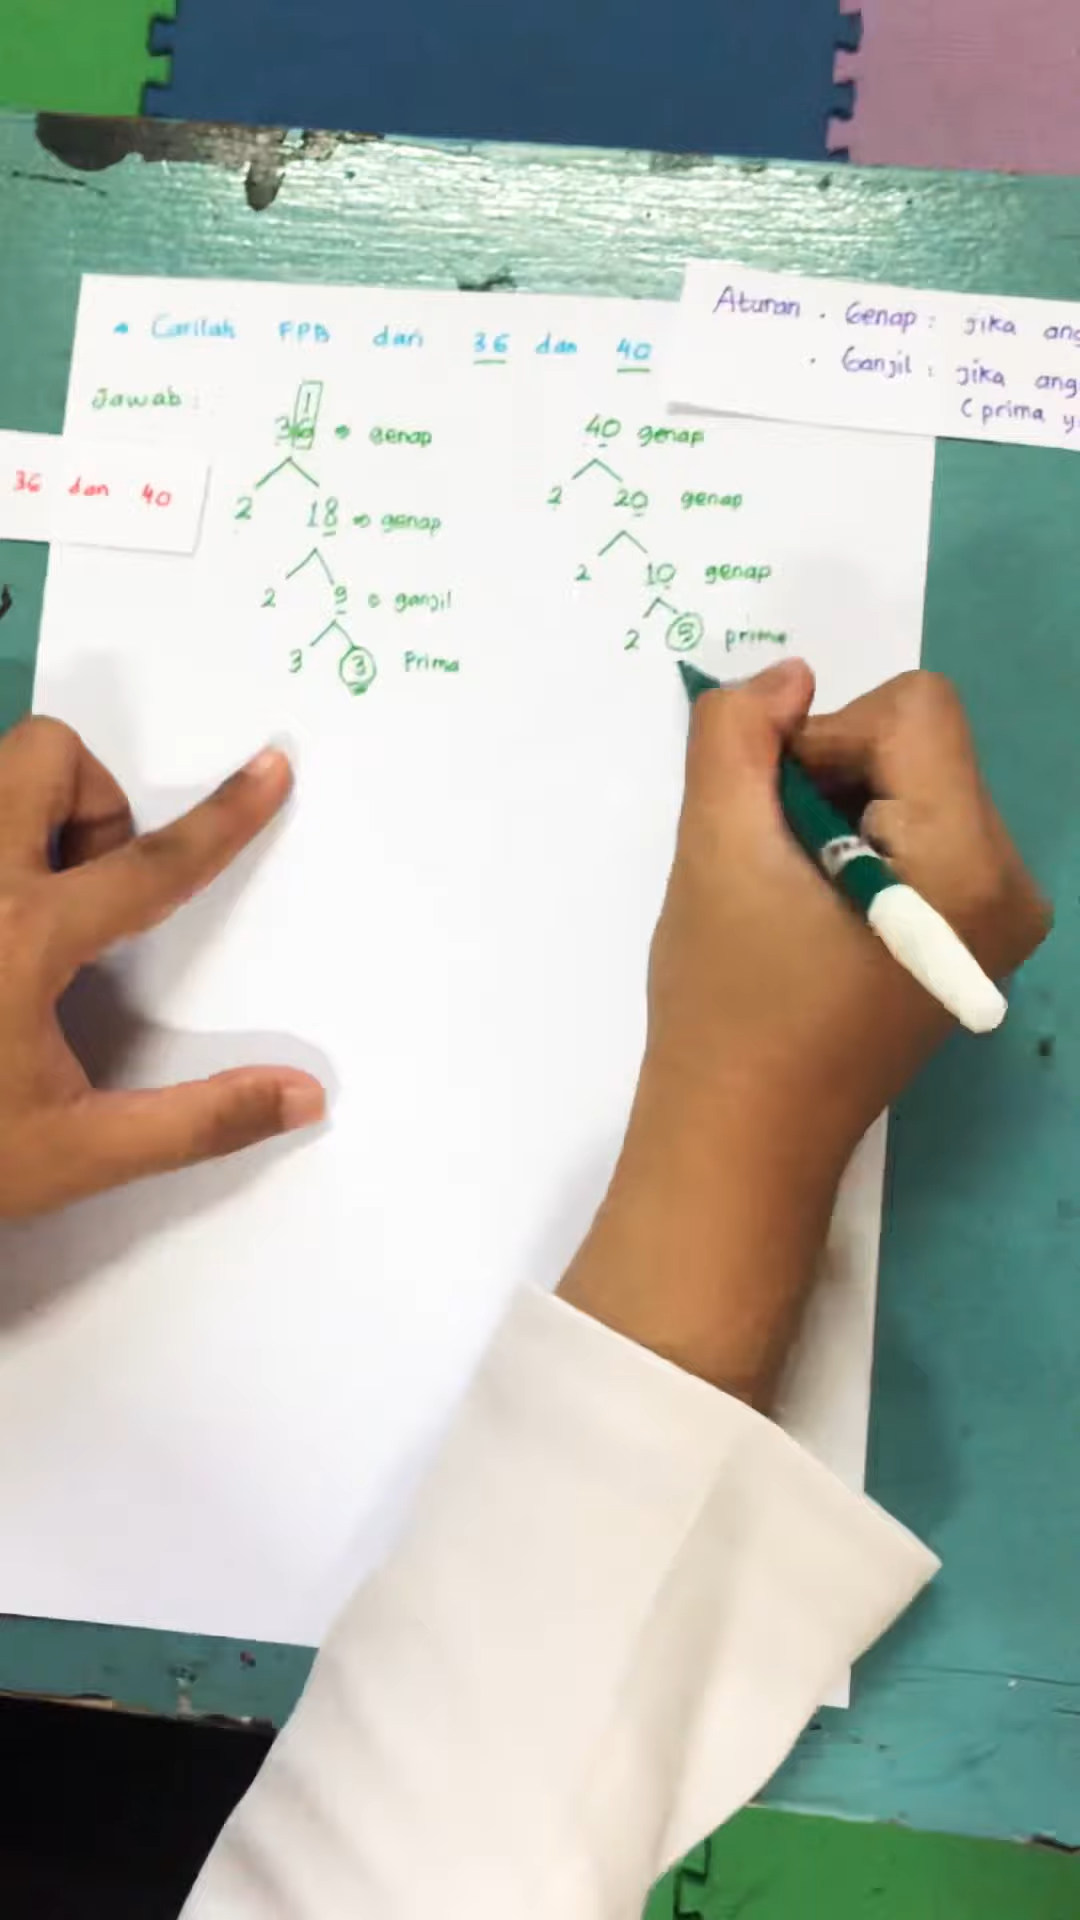 Carilah FPB dari 36 dan 40
Aturan . Genap : jika ang
. Ganjil : jika ang
(prima y
Jawab :
36 genap
2 18 genap
2 9 ganjil
3 3 Prima
40 genap
2 20 genap
2 10 genap
2 5 prima
36 dan 40